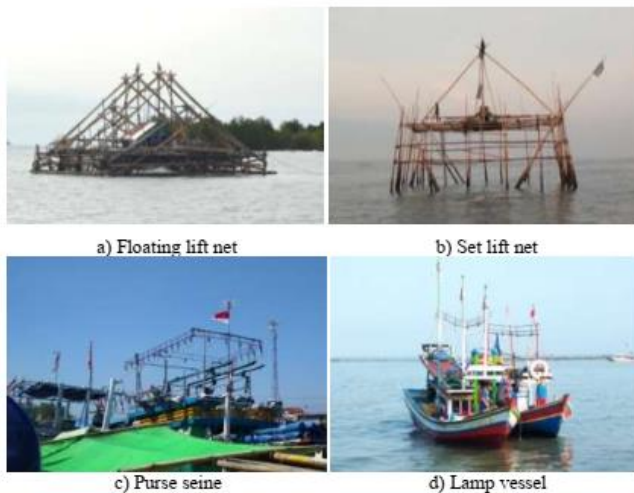 a) Floating lift net
b) Set lift net
c) Purse seine
d) Lamp vessel